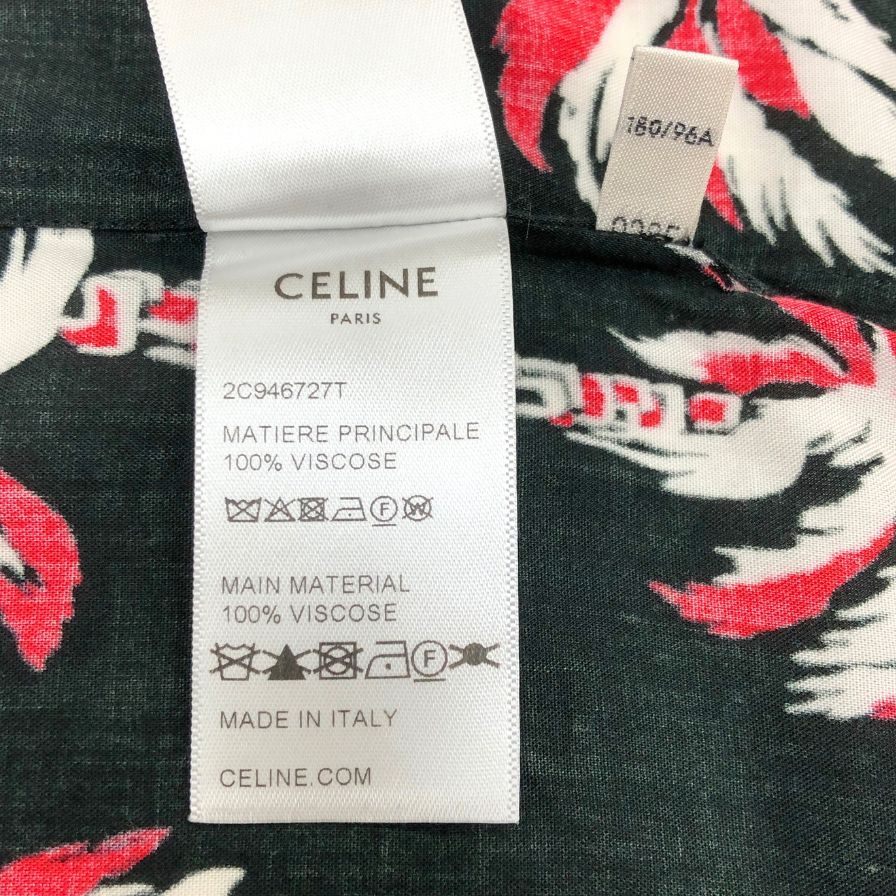 180/96A
CELINE
PARIS
2C946727T
MATIERE PRINCIPALE
100% VISCOSE
MAIN MATERIAL
100% VISCOSE
MADE IN ITALY
CELINE.COM